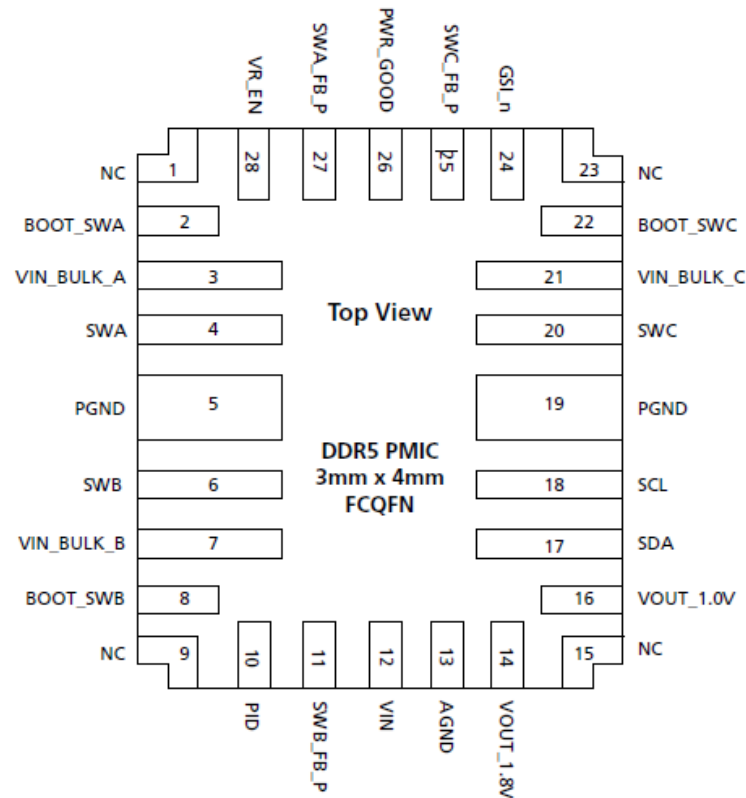 VR_EN
SWA_FB_P
PWR_GOOD
SWC_FB_P
GSI_n
28
27
26
25
24
NC
1
23
NC
BOOT_SWA
2
22
BOOT_SWC
VIN_BULK_A
3
21
VIN_BULK_C
SWA
4
Top View
20
SWC
PGND
5
19
PGND
DDR5 PMIC
3mm x 4mm
FCQFN
SWB
6
18
SCL
VIN_BULK_B
7
17
SDA
BOOT_SWB
8
16
VOUT_1.0V
NC
9
15
NC
10
11
12
13
14
PID
SWB_FB_P
VIN
AGND
VOUT_1.8V